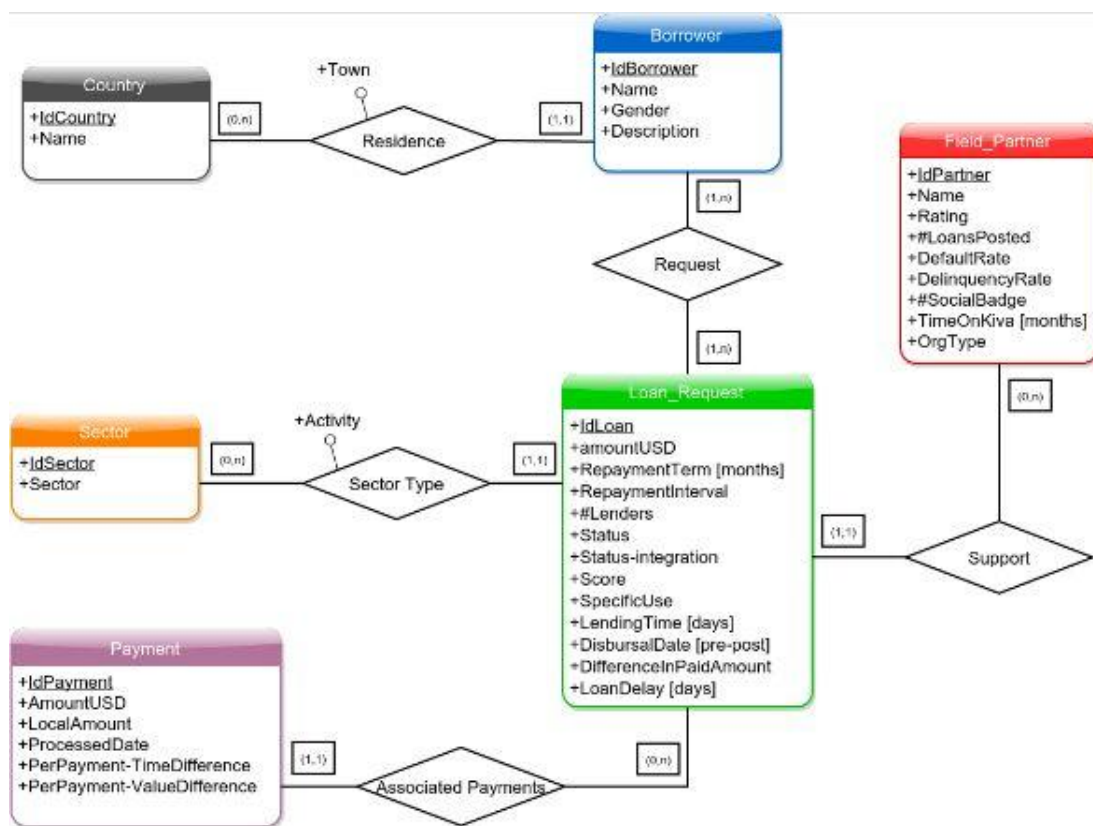 Borrower
+IdBorrower
+Name
+Gender
+Description
Country
+IdCountry
+Name
+Town
(0,n)
Residence
(1,1)
Field_Partner
+IdPartner
+Name
+Rating
+#LoansPosted
+DefaultRate
+DelinquencyRate
+#SocialBadge
+TimeOnKiva [months]
+OrgType
(1,n)
Request
(1,n)
(0,n)
Loan_Request
+IdLoan
+amountUSD
+RepaymentTerm [months]
+RepaymentInterval
+#Lenders
+Status
+Status-integration
+Score
+SpecificUse
+LendingTime [days]
+DisbursalDate [pre-post]
+DifferenceInPaidAmount
+LoanDelay [days]
Sector
+IdSector
+Sector
+Activity
(0,n)
Sector Type
(1,1)
(1,1)
Support
Payment
+IdPayment
+AmountUSD
+LocalAmount
+ProcessedDate
+PerPayment-TimeDifference
+PerPayment-ValueDifference
(1,1)
Associated Payments
(0,n)